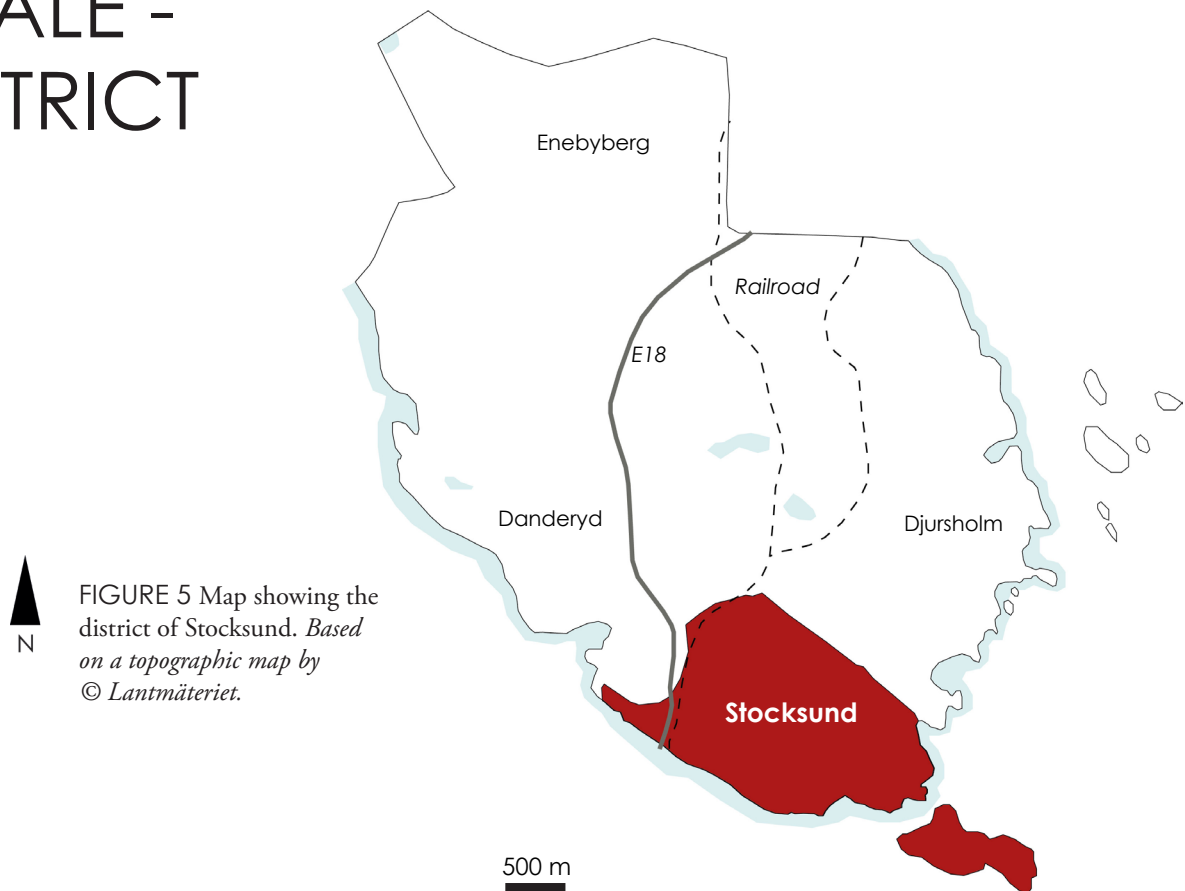 ALE -
TRICT
Enebyberg
Railroad
E18
Danderyd
Djursholm
N
FIGURE 5 Map showing the
district of Stocksund. Based
on a topographic map by
© Lantmäteriet.
Stocksund
500 m